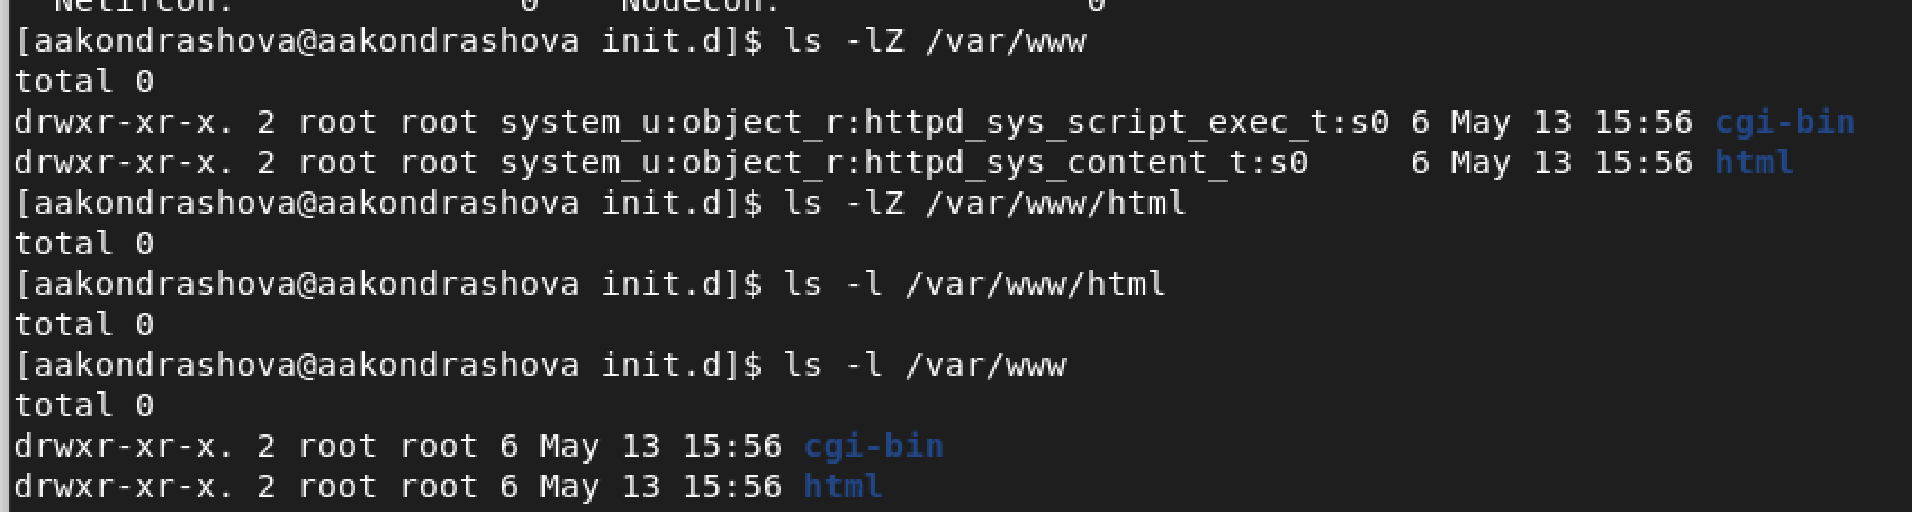 Netifcon: 0 Nodecon: 0
[aakondrashova@aakondrashova init.d]$ ls -lZ /var/www
total 0
drwxr-xr-x. 2 root root system_u:object_r:httpd_sys_script_exec_t:s0 6 May 13 15:56 cgi-bin
drwxr-xr-x. 2 root root system_u:object_r:httpd_sys_content_t:s0     6 May 13 15:56 html
[aakondrashova@aakondrashova init.d]$ ls -lZ /var/www/html
total 0
[aakondrashova@aakondrashova init.d]$ ls -l /var/www/html
total 0
[aakondrashova@aakondrashova init.d]$ ls -l /var/www
total 0
drwxr-xr-x. 2 root root 6 May 13 15:56 cgi-bin
drwxr-xr-x. 2 root root 6 May 13 15:56 html